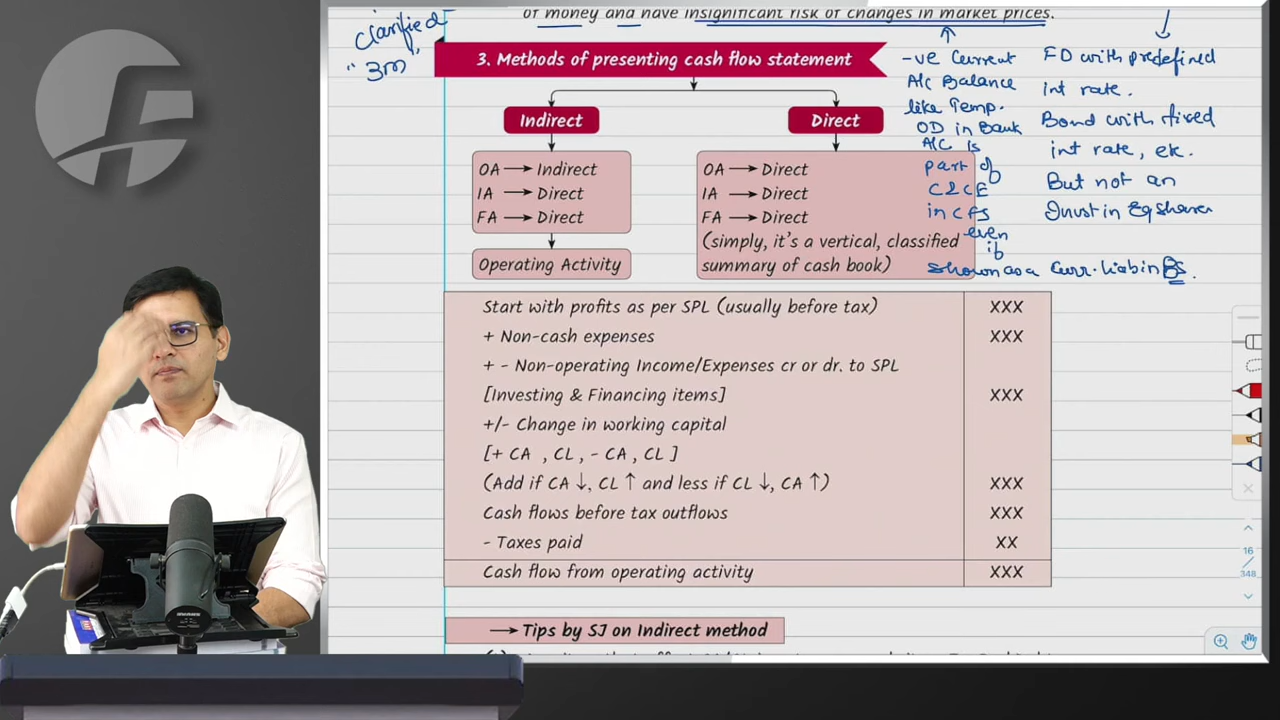 of money and have insignificant risk of changes in market prices.
clarified
"3m"
3. Methods of presenting cash flow statement
Indirect
Direct
OA → Indirect
IA → Direct
FA → Direct
Operating Activity
OA → Direct
IA → Direct
FA → Direct
(simply, it's a vertical, classified
summary of cash book)
-ve Current
A/c Balance
like Temp.
OD in Bank
A/C is
part of
C&CE
in CFS
even
if
shown as a Curr. Liab in BS.
FD with predefined
int rate.
Bond with fixed
int rate, etc.
But not an
Invst in Eq shares
Start with profits as per SPL (usually before tax) XXX
+ Non-cash expenses XXX
+ - Non-operating Income/Expenses cr or dr. to SPL
[Investing & Financing items] XXX
+/- Change in working capital
[+ CA , CL , - CA , CL ]
(Add if CA ↓, CL ↑ and less if CL ↓, CA ↑) XXX
Cash flows before tax outflows XXX
- Taxes paid XX
Cash flow from operating activity XXX
→ Tips by SJ on Indirect method
16
/
348